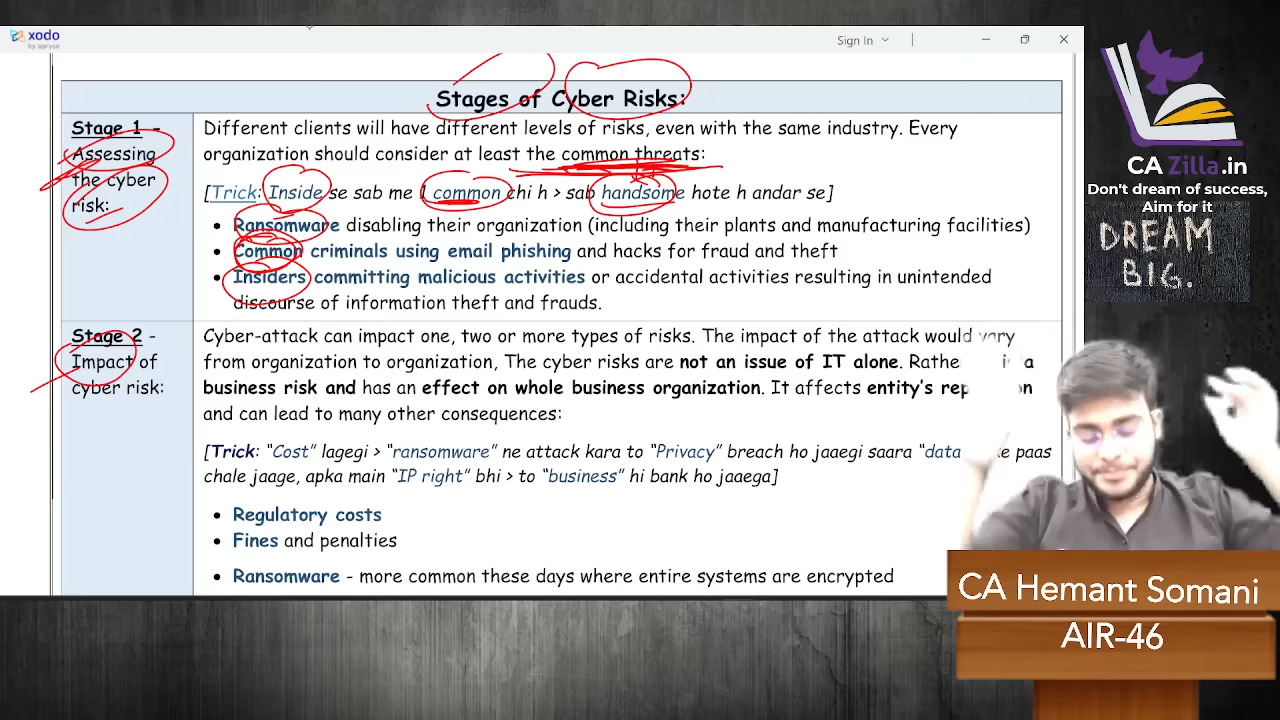 xodo
by apryse
Sign In
Stages of Cyber Risks:
Stage 1 -
Assessing
the cyber
risk:
Different clients will have different levels of risks, even with the same industry. Every
organization should consider at least the common threats:
[Trick: Inside se sab me 1 common chi h > sab handsome hote h andar se]
• Ransomware disabling their organization (including their plants and manufacturing facilities)
• Common criminals using email phishing and hacks for fraud and theft
• Insiders committing malicious activities or accidental activities resulting in unintended
discourse of information theft and frauds.
Stage 2 -
Impact of
cyber risk:
Cyber-attack can impact one, two or more types of risks. The impact of the attack would vary
from organization to organization, The cyber risks are not an issue of IT alone. Rather
business risk and has an effect on whole business organization. It affects entity's
and can lead to many other consequences:
[Trick: "Cost" lagegi > "ransomware" ne attack kara to "Privacy" breach ho jaaegi saara "data paas
chale jaage, apka main "IP right" bhi > to "business" hi bank ho jaaega]
• Regulatory costs
• Fines and penalties
• Ransomware - more common these days where entire systems are encrypted
CA Zilla.in
Don't dream of success,
Aim for it
DREAM
BIG.
CA Hemant Somani
AIR-46